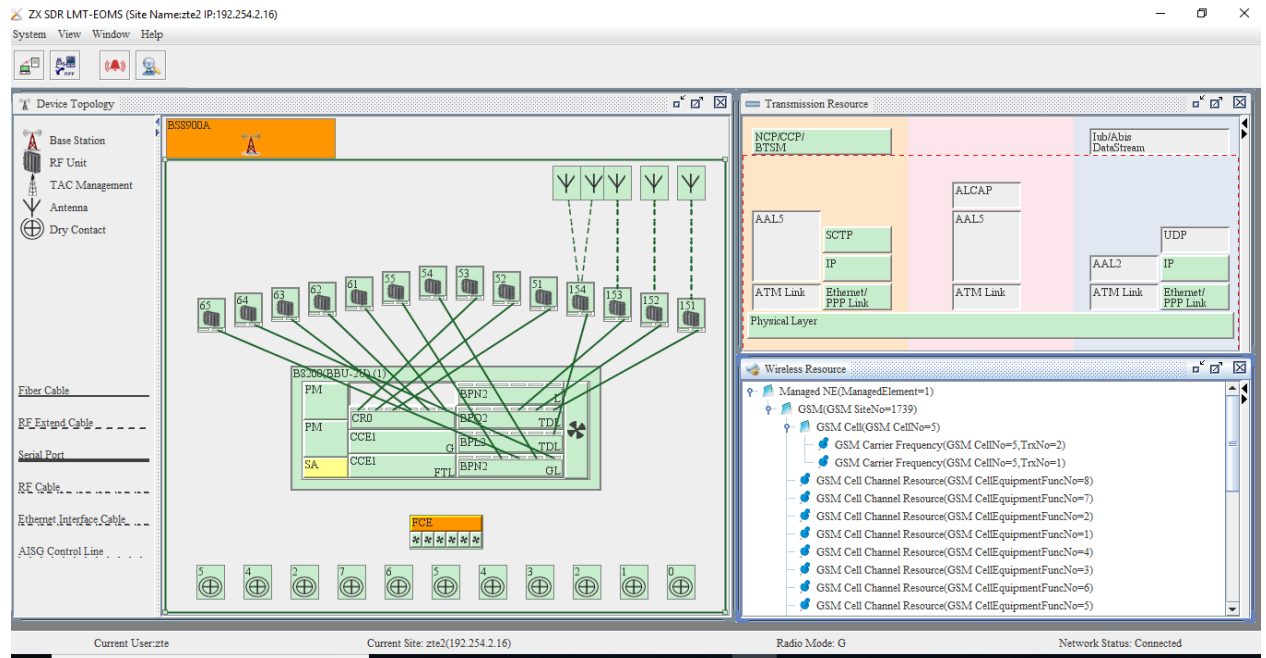 ZX SDR LMT-EOMS (Site Name:zte2 IP:192.254.2.16)
System View Window Help
Device Topology
Base Station
RF Unit
TAC Management
Antenna
Dry Contact
Fiber Cable
RF Extend Cable
Serial Port
RF Cable
Ethernet Interface Cable
AISG Control Line
BS8900A
65 64 63 62 61 55 54 53 52 51 154 153 152 151
BS200(BBU-2U) (1)
PM
PM
SA
CR0
CCE1
G
CCE1
FTL
BPN2
L
TDL
TDL
BPN2
GL
FCE
5 4 2 7 6 5 4 3 2 1 0
Transmission Resource
NCP/CCP/
BTSM
Iub/Abis
DataStream
ALCAP
AAL5
SCTP
IP
ATM Link
Ethernet/
PPP Link
AAL5
ATM Link
UDP
AAL2
IP
ATM Link
Ethernet/
PPP Link
Physical Layer
Wireless Resource
Managed NE(ManagedElement=1)
GSM(GSM SiteNo=1739)
GSM Cell(GSM CellNo=5)
GSM Carrier Frequency(GSM CellNo=5,TrxNo=2)
GSM Carrier Frequency(GSM CellNo=5,TrxNo=1)
GSM Cell Channel Resource(GSM CellEquipmentFuncNo=8)
GSM Cell Channel Resource(GSM CellEquipmentFuncNo=7)
GSM Cell Channel Resource(GSM CellEquipmentFuncNo=2)
GSM Cell Channel Resource(GSM CellEquipmentFuncNo=1)
GSM Cell Channel Resource(GSM CellEquipmentFuncNo=4)
GSM Cell Channel Resource(GSM CellEquipmentFuncNo=3)
GSM Cell Channel Resource(GSM CellEquipmentFuncNo=6)
GSM Cell Channel Resource(GSM CellEquipmentFuncNo=5)
Current User:zte
Current Site: zte2(192.254.2.16)
Radio Mode: G
Network Status: Connected